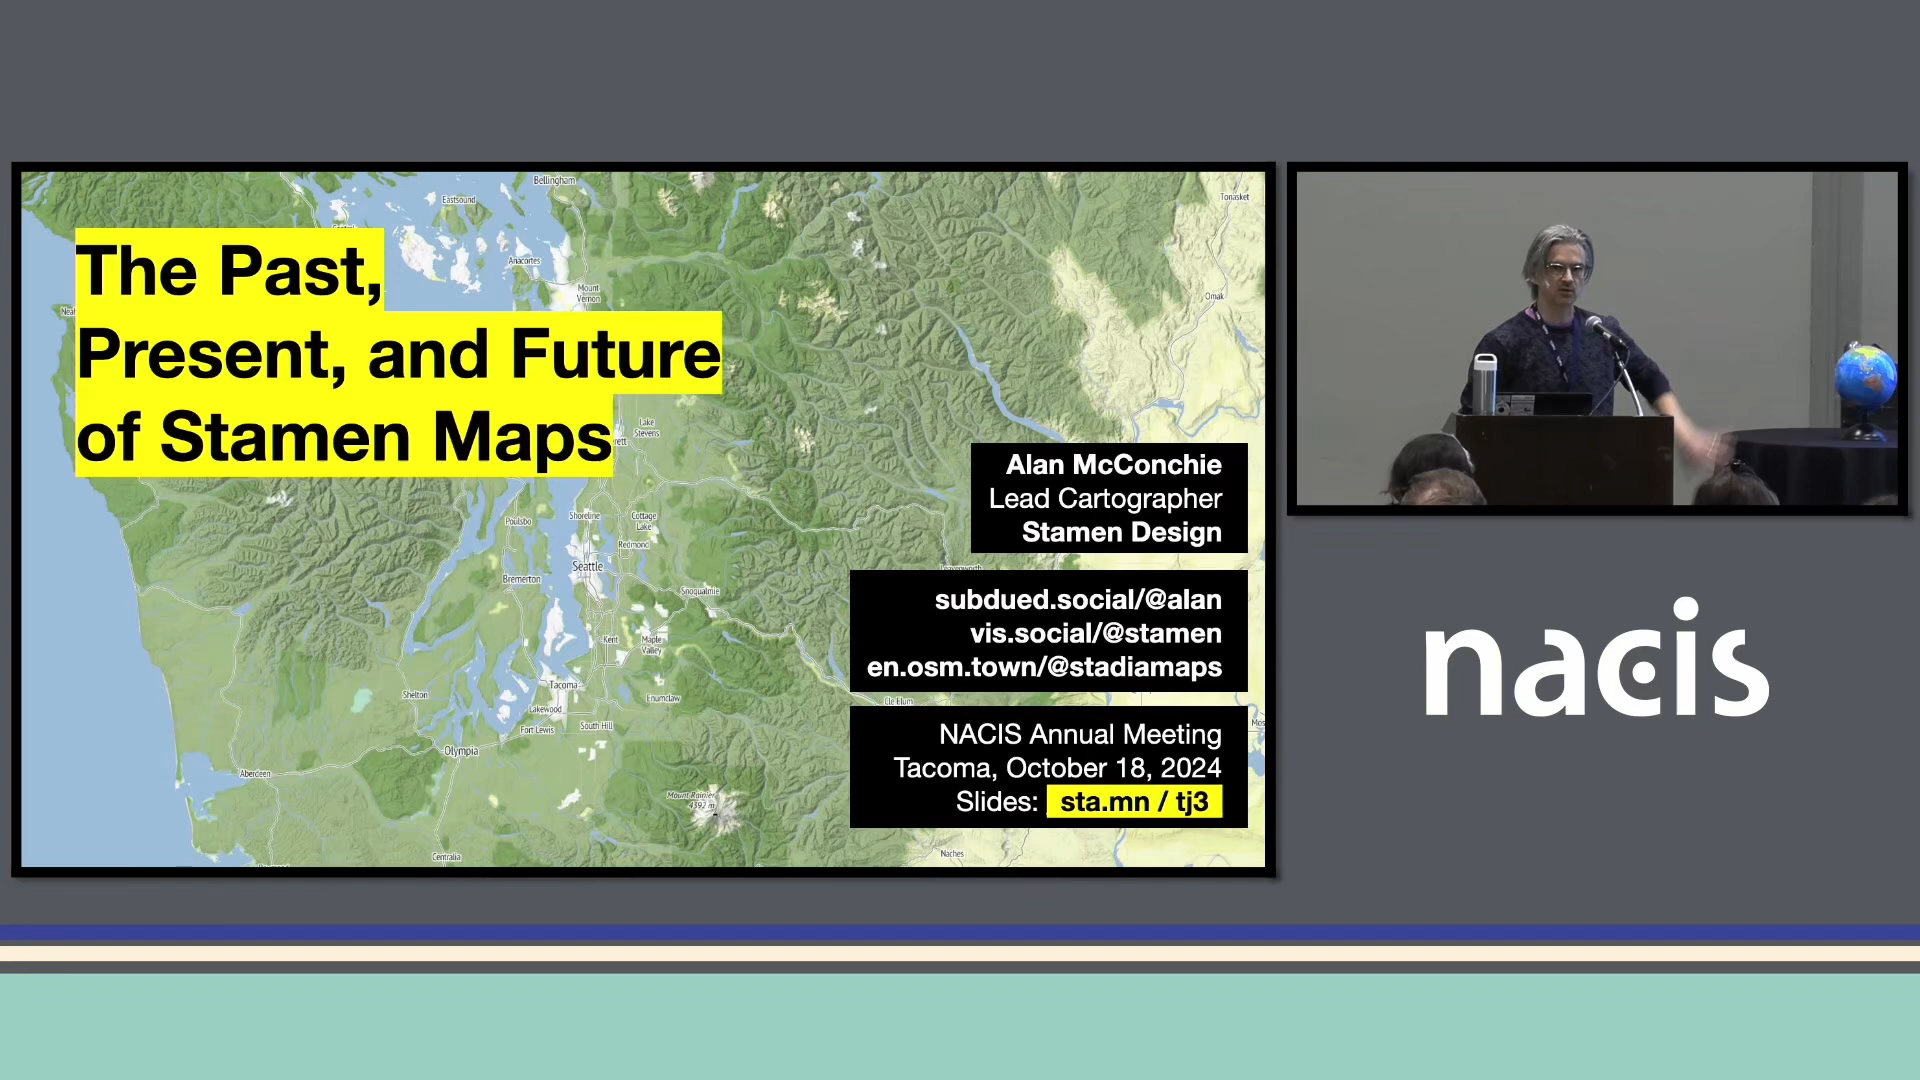 The Past,
Present, and Future
of Stamen Maps
Alan McConchie
Lead Cartographer
Stamen Design
subdued.social/@alan
vis.social/@stamen
en.osm.town/@stadiamaps
NACIS Annual Meeting
Tacoma, October 18, 2024
Slides: sta.mn / tj3
nacis
Bellingham
Eastsound
Tonasket
Anacortes
Mount
Vernon
Omak
Lake
Stevens
Poulsbo
Shoreline
Cottage
Lake
Redmond
Seattle
Bremerton
Snoqualmie
Kent
Maple
Valley
Tacoma
Shelton
Lakewood
Enumclaw
Cle Elum
Fort Lewis
South Hill
Olympia
Aberdeen
Mount Rainier
4392 m
Centralia
Naches